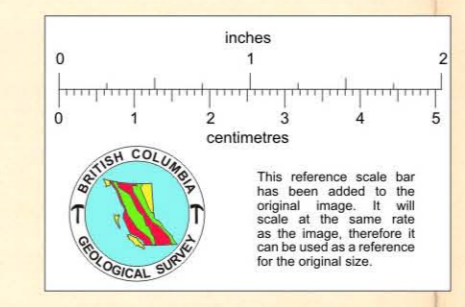 inches
0 1 2
0 1 2 3 4 5
centimetres
BRITISH COLUMBIA
GEOLOGICAL SURVEY
This reference scale bar
has been added to the
original image. It will
scale at the same rate
as the image, therefore it
can be used as a reference
for the original size.